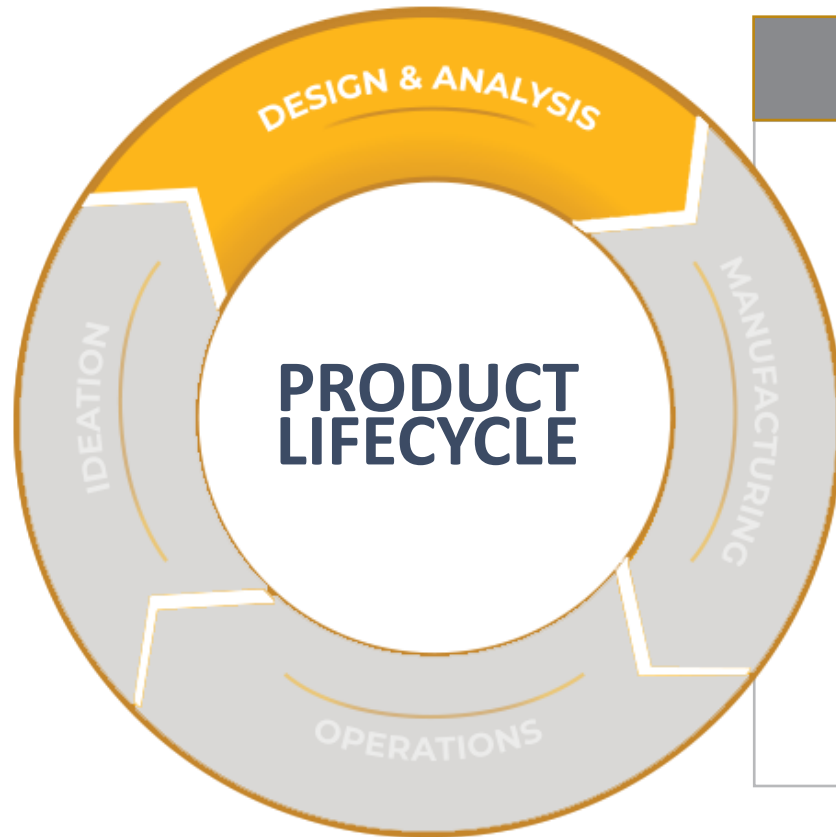 DESIGN & ANALYSIS
IDEATION
PRODUCT
LIFECYCLE
MANUFACTURING
OPERATIONS